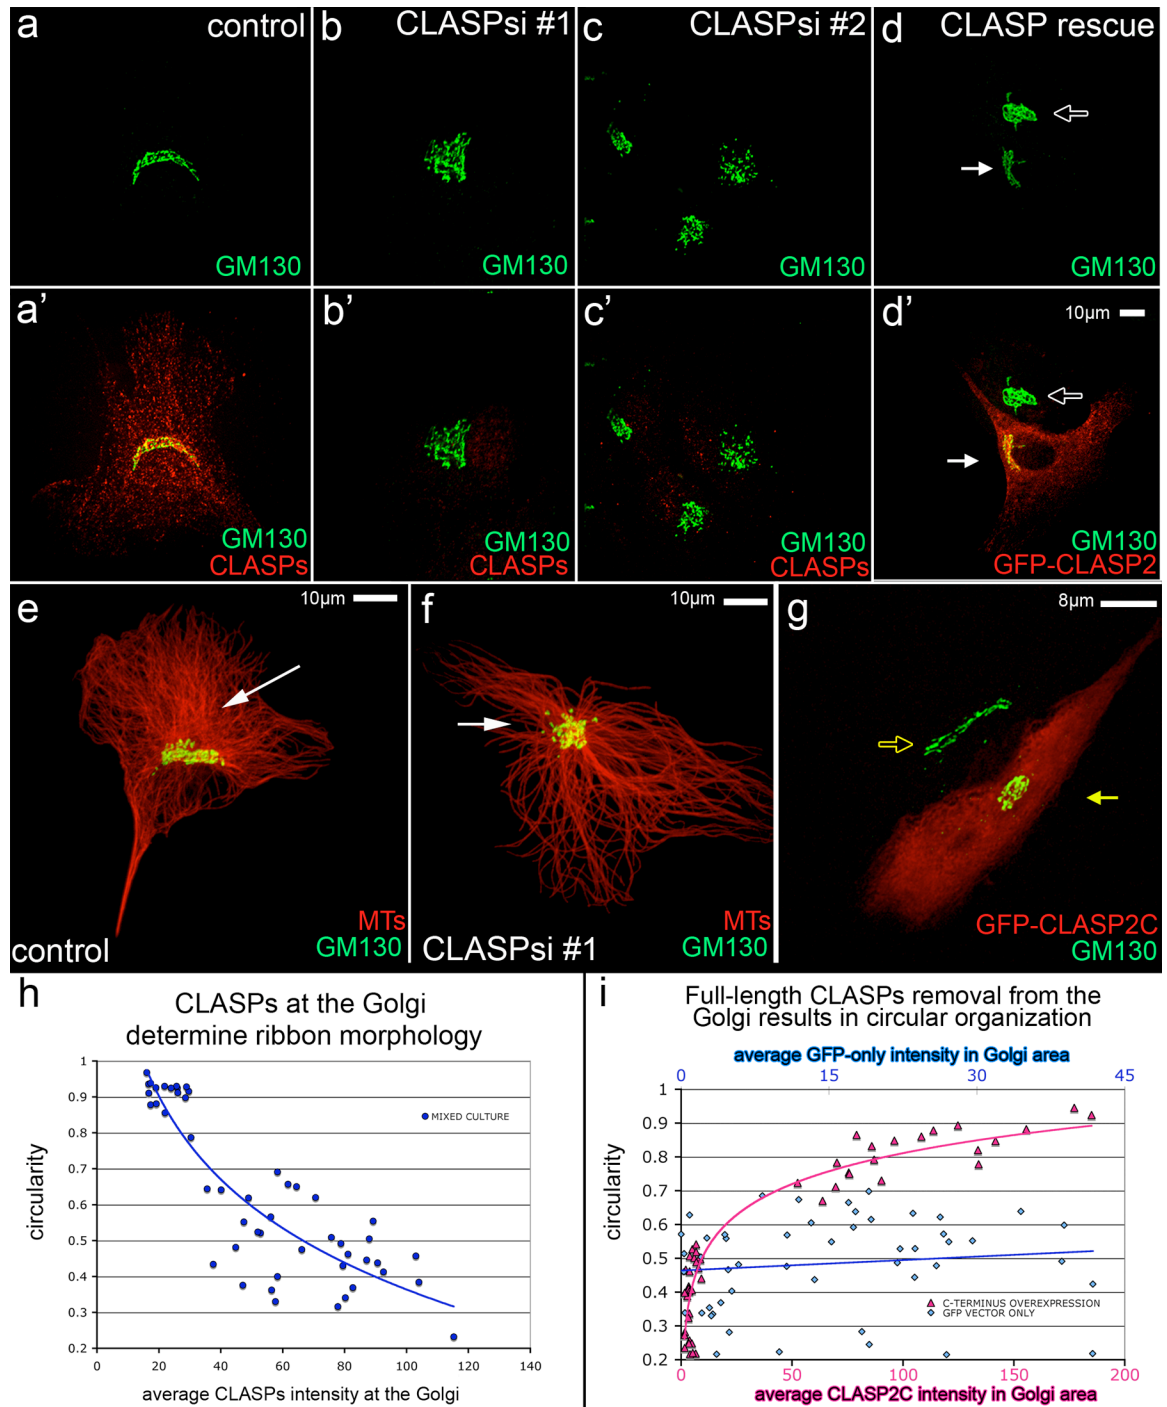 a control
b CLASPsi #1
c CLASPsi #2
d CLASP rescue
GM130
GM130
GM130
GM130
a’
GM130
CLASPs
b’
GM130
CLASPs
c’
GM130
CLASPs
d’ 10µm
GM130
GFP-CLASP2
e 10µm
MTs
control GM130
f 10µm
MTs
CLASPsi #1 GM130
g 8µm
GFP-CLASP2C
GM130
h CLASPs at the Golgi
determine ribbon morphology
1
0.9
0.8
0.7
0.6
0.5
0.4
0.3
0.2
circularity
MIXED CULTURE
0 20 40 60 80 100 120 140
average CLASPs intensity at the Golgi
i Full-length CLASPs removal from the
Golgi results in circular organization
average GFP-only intensity in Golgi area
0 15 30 45
1
0.9
0.8
0.7
0.6
0.5
0.4
0.3
0.2
circularity
C-TERMINUS OVEREXPRESSION
GFP VECTOR ONLY
0 50 100 150 200
average CLASP2C intensity in Golgi area